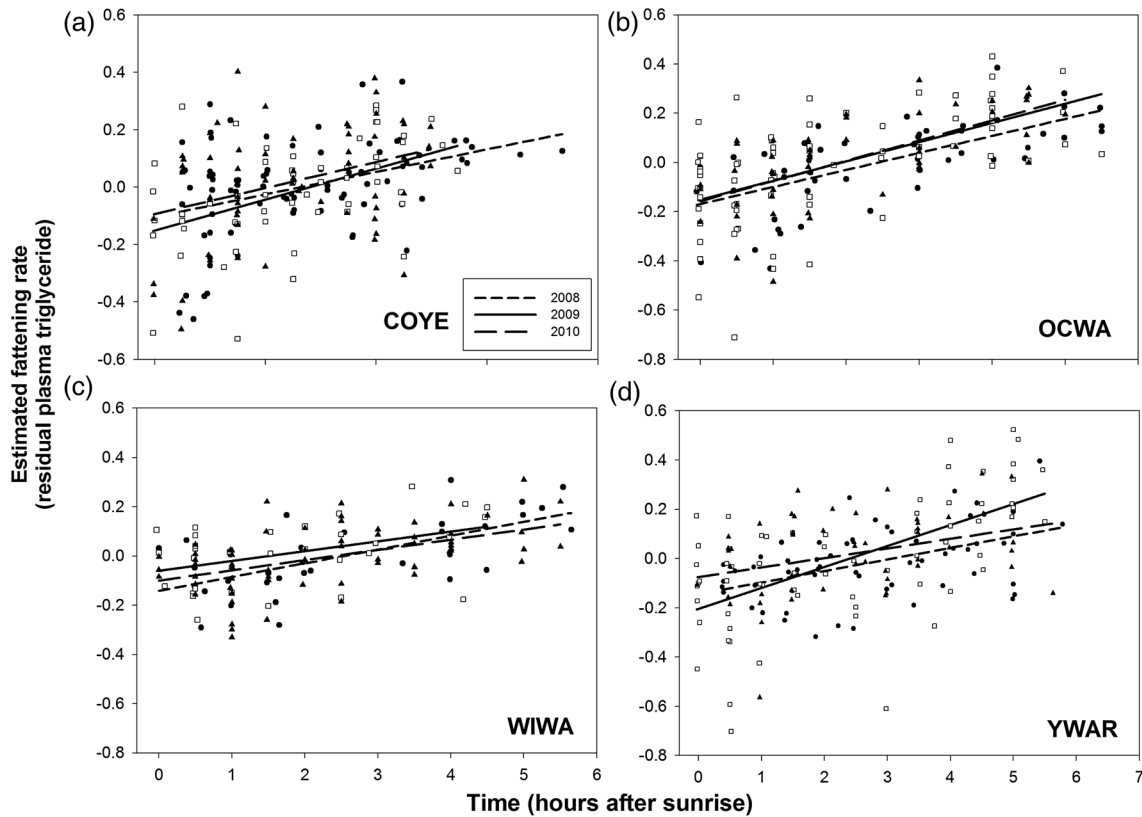 (a)
0.6
0.4
0.2
0.0
-0.2
-0.4
-0.6
2008
2009
2010
COYE
(b)
0.6
0.4
0.2
0.0
-0.2
-0.4
-0.6
-0.8
OCWA
Estimated fattening rate
(residual plasma triglyceride)
(c)
0.6
0.4
0.2
0.0
-0.2
-0.4
-0.6
-0.8
WIWA
0 1 2 3 4 5 6
(d)
0.6
0.4
0.2
0.0
-0.2
-0.4
-0.6
-0.8
YWAR
0 1 2 3 4 5 6 7
Time (hours after sunrise)